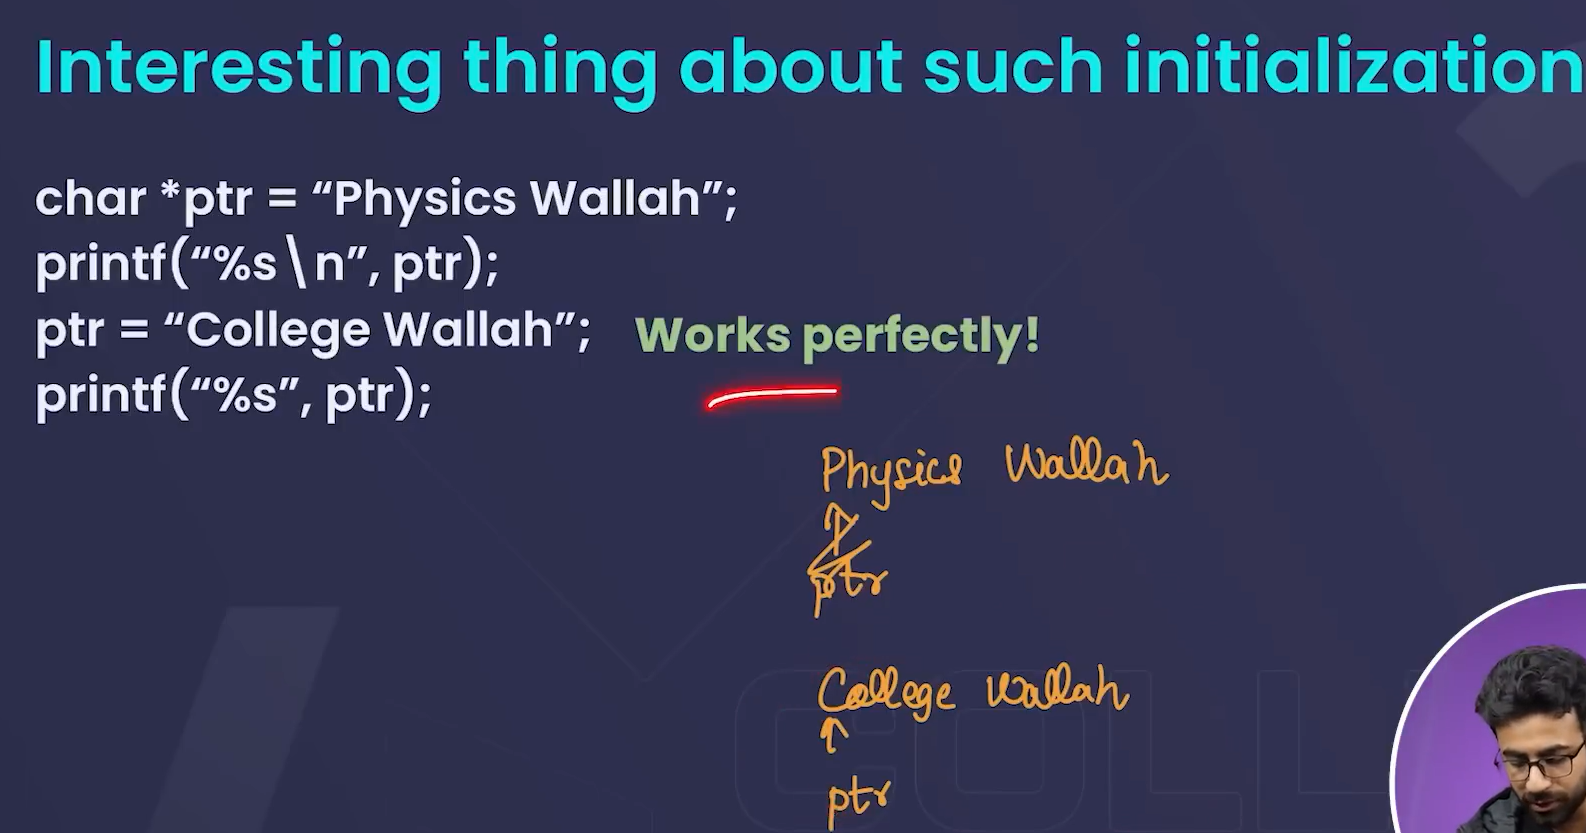 Interesting thing about such initialization
char *ptr = “Physics Wallah”;
printf(“%s\n”, ptr);
ptr = “College Wallah”; Works perfectly!
printf(“%s”, ptr);
Physics Wallah
ptr
College Wallah
ptr
COLL